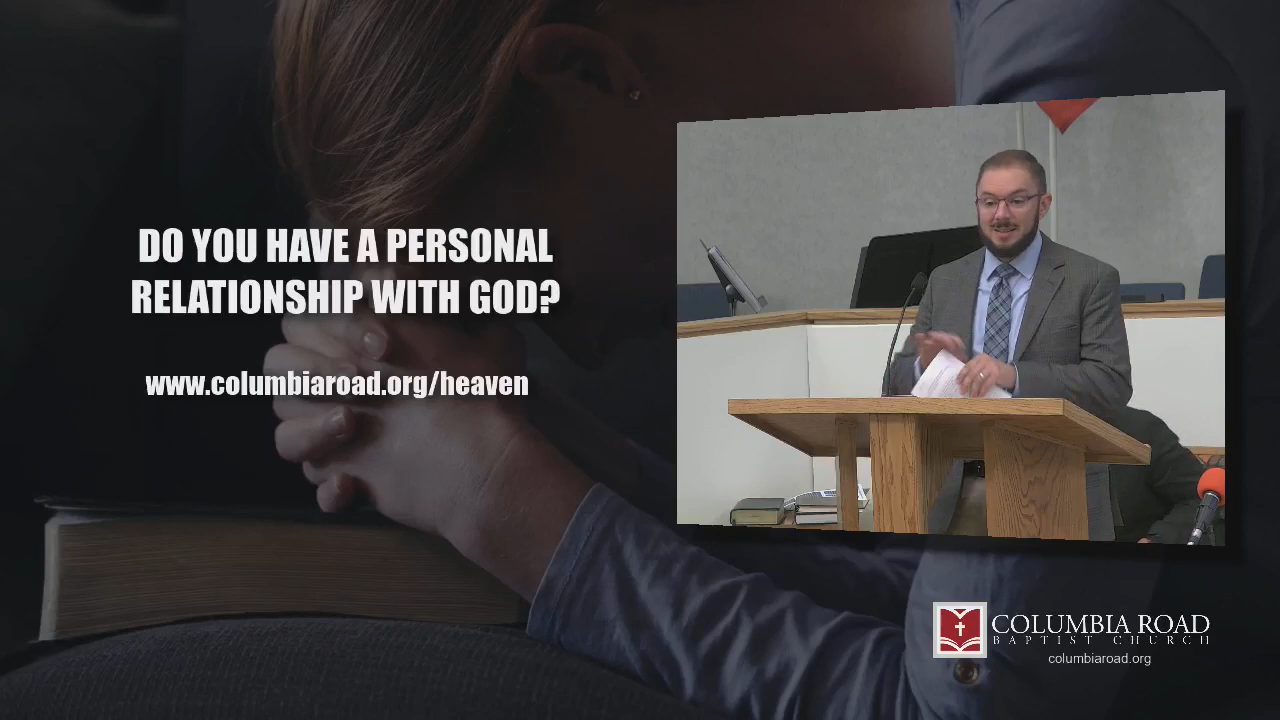 DO YOU HAVE A PERSONAL
RELATIONSHIP WITH GOD?
www.columbiaroad.org/heaven
COLUMBIA ROAD
BAPTIST CHURCH
columbiaroad.org